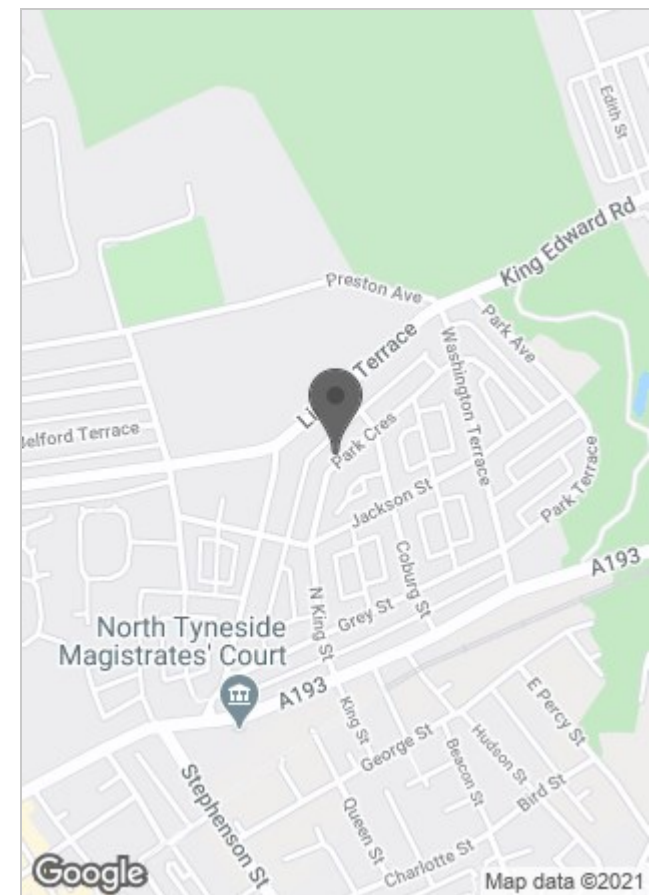 Edith St
King Edward Rd
Preston Ave
Park Ave
Terrace
Washington Terrace
Belford Terrace
Park Cres
Jackson St
Park Terrace
Coburg St
A193
Grey St
N King St
North Tyneside
Magistrates' Court
A193
King St
E Percy St
George St
Hudson St
Beacon St
Bird St
Stephenson St
Queen St
Charlotte St
Google
Map data ©2021